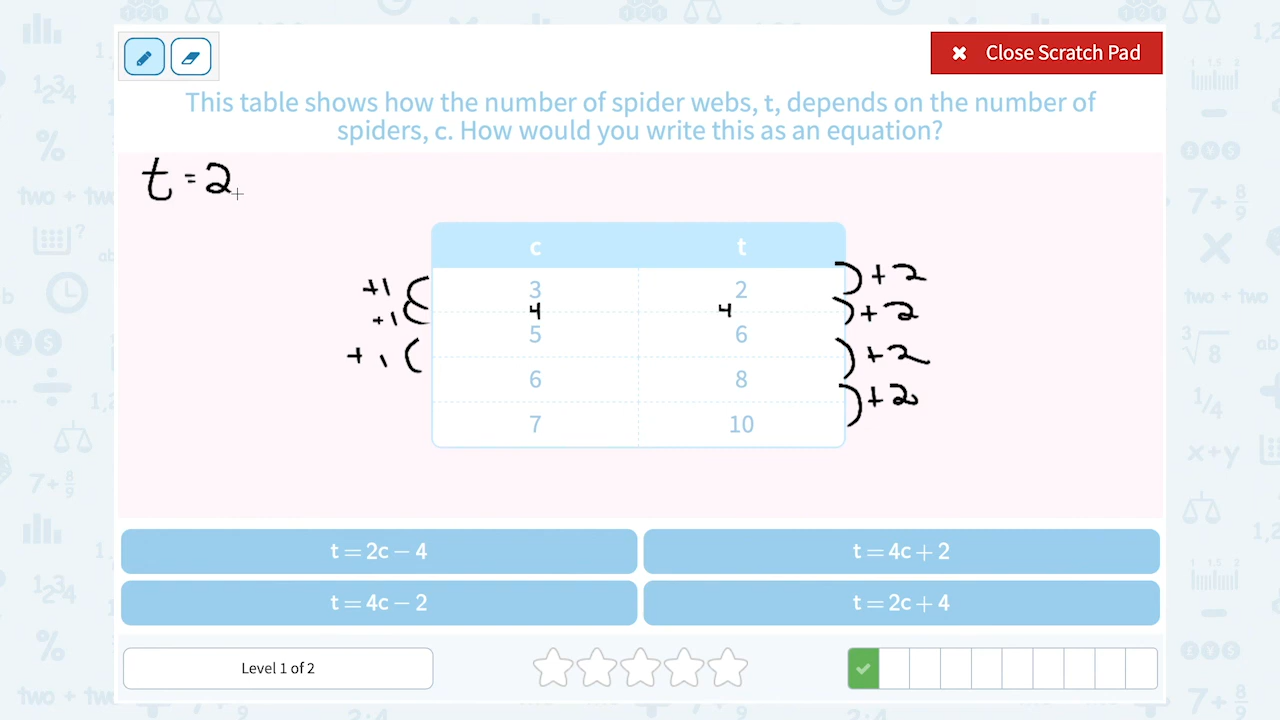 Close Scratch Pad
This table shows how the number of spider webs, t, depends on the number of
spiders, c. How would you write this as an equation?
t = 2
c t
3 2
4 4
5 6
6 8
7 10
+1
+1
+1
+2
+2
+2
+2
t = 2c − 4
t = 4c + 2
t = 4c − 2
t = 2c + 4
Level 1 of 2